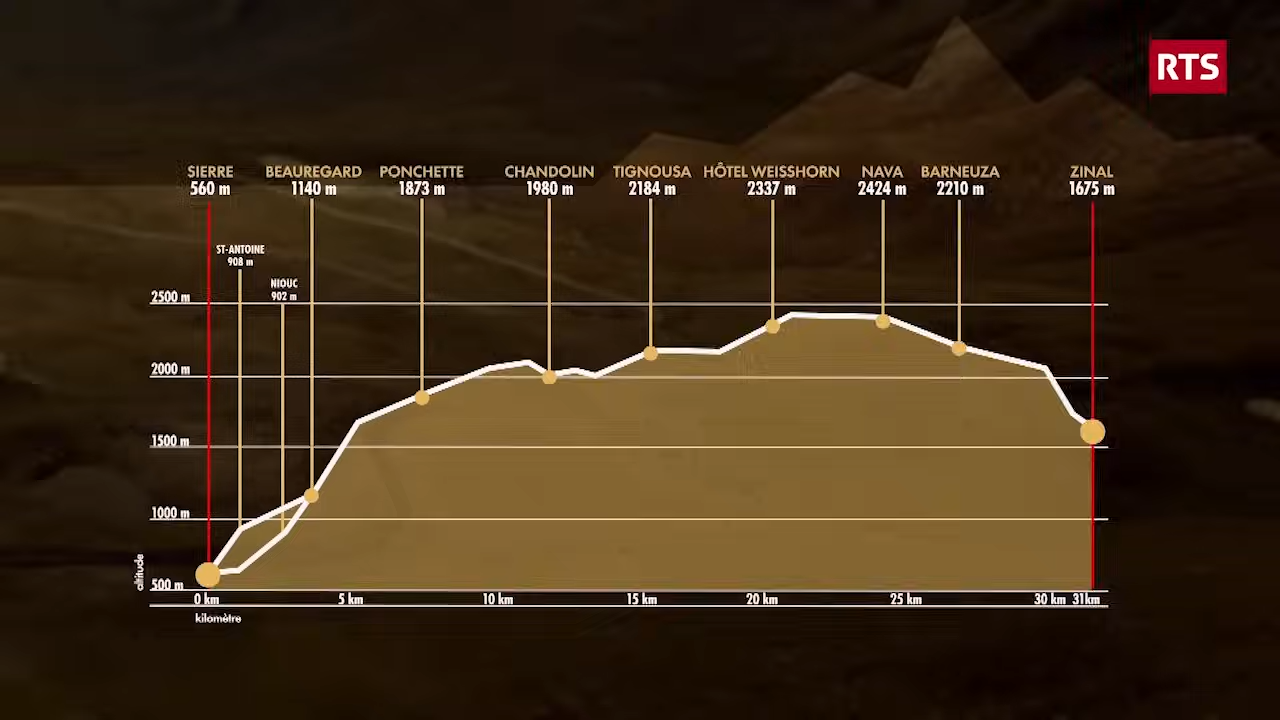 RTS
SIERRE
560 m
BEAUREGARD
1140 m
PONCHETTE
1873 m
CHANDOLIN
1980 m
TIGNOUSA
2184 m
HÔTEL WEISSHORN
2337 m
NAVA
2424 m
BARNEUZA
2210 m
ZINAL
1675 m
ST-ANTOINE
908 m
NIOUC
902 m
2500 m
2000 m
1500 m
1000 m
500 m
altitude
0 km 5 km 10 km 15 km 20 km 25 km 30 km 31km
kilomètre